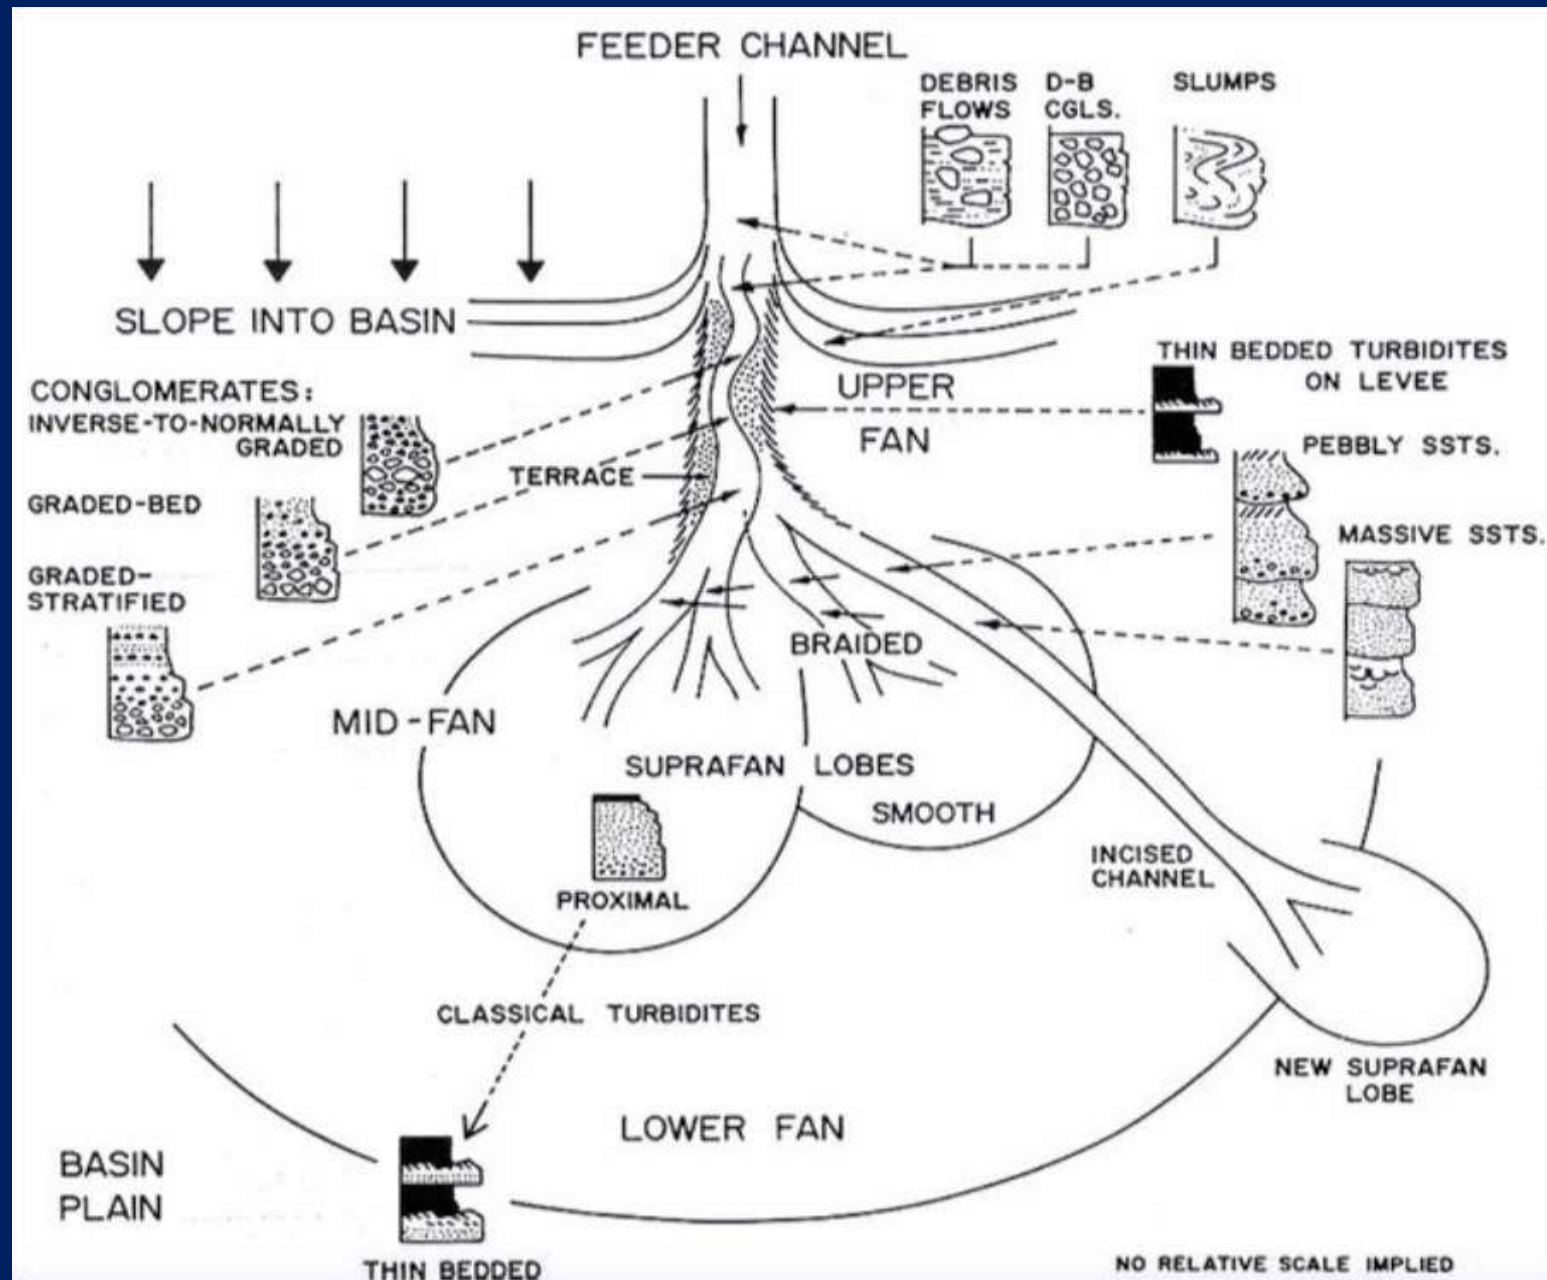 FEEDER CHANNEL
DEBRIS
FLOWS
D-B
CGLS.
SLUMPS
SLOPE INTO BASIN
THIN BEDDED TURBIDITES
ON LEVEE
CONGLOMERATES:
INVERSE-TO-NORMALLY
GRADED
UPPER
FAN
PEBBLY SSTS.
TERRACE
GRADED-BED
MASSIVE SSTS.
GRADED-
STRATIFIED
BRAIDED
MID-FAN
SUPRAFAN LOBES
SMOOTH
INCISED
CHANNEL
PROXIMAL
CLASSICAL TURBIDITES
NEW SUPRAFAN
LOBE
LOWER FAN
BASIN
PLAIN
THIN BEDDED
NO RELATIVE SCALE IMPLIED